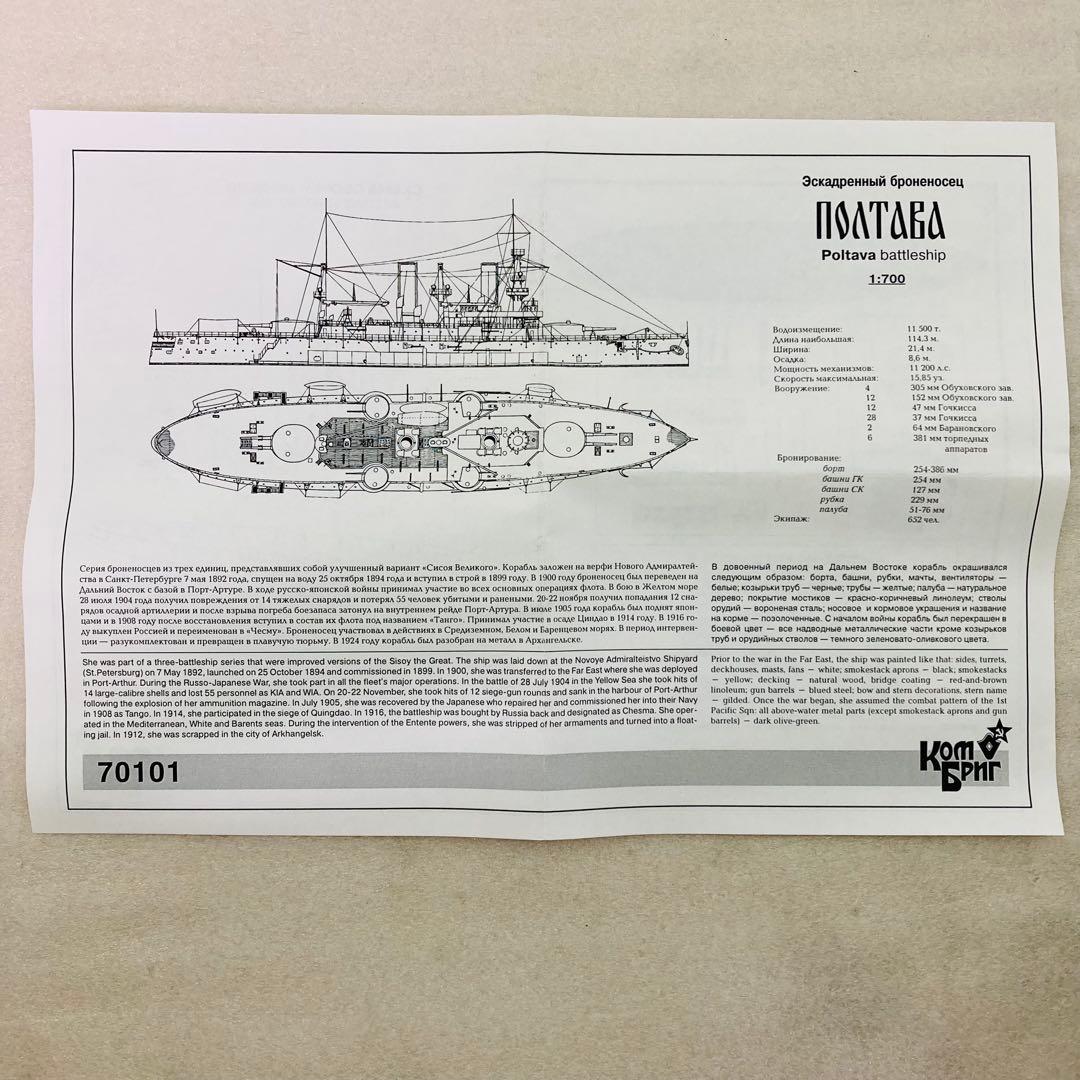 Эскадренный броненосец
ПОЛТАВА
Poltava battleship
1:700
Водоизмещение: 11 500 т.
Длина наибольшая: 114.3 м.
Ширина: 21,4 м.
Осадка: 8,6 м.
Мощность механизмов: 11 200 л.с.
Скорость максимальная: 15,85 уз.
Вооружение: 4 305 мм Обуховского зав.
12 152 мм Обуховского зав.
12 47 мм Гочкисса
28 37 мм Гочкисса
2 64 мм Барановского
6 381 мм торпедных
аппаратов
Бронирование:
борт 254-386 мм
башни ГК 254 мм
башни СК 127 мм
рубка 229 мм
палуба 51-76 мм
Экипаж: 652 чел.
Серия броненосцев из трех единиц, представлявших собой улучшенный вариант «Сисоя Великого». Корабль заложен на верфи Нового Адмиралтей-
ства в Санкт-Петербурге 7 мая 1892 года, спущен на воду 25 октября 1894 года и вступил в строй в 1899 году. В 1900 году броненосец был переведен на
Дальний Восток с базой в Порт-Артуре. В ходе русско-японской войны принимал участие во всех основных операциях флота. В бою в Желтом море
28 июля 1904 года получил повреждения от 14 тяжелых снарядов и потерял 55 человек убитыми и ранеными. 20-22 ноября получил попадания 12 сна-
рядов осадной артиллерии и после взрыва погреба боезапаса затонул на внутреннем рейде Порт-Артура. В июле 1905 года корабль был поднят япон-
цами и в 1908 году после восстановления вступил в состав их флота под названием «Танго». Принимал участие в осаде Циндао в 1914 году. В 1916 го-
ду выкуплен Россией и переименован в «Чесму». Броненосец участвовал в действиях в Средиземном, Белом и Баренцевом морях. В период интервен-
ции — разукомплектован и превращен в плавучую тюрьму. В 1924 году корабль был разобран на металл в Архангельске.
В довоенный период на Дальнем Востоке корабль окрашивался
следующим образом: борта, башни, рубки, мачты, вентиляторы —
белые; козырьки труб — черные; трубы — желтые; палуба — натуральное
дерево; покрытие мостиков — красно-коричневый линолеум; стволы
орудий — вороненая сталь; носовое и кормовое украшения и название
на корме — позолоченные. С началом войны корабль был перекрашен в
боевой цвет — все надводные металлические части кроме козырьков
труб и орудийных стволов — темного зеленовато-оливкового цвета.
She was part of a three-battleship series that were improved versions of the Sisoy the Great. The ship was laid down at the Novoye Admiralteistvo Shipyard
(St.Petersburg) on 7 May 1892, launched on 25 October 1894 and commissioned in 1899. In 1900, she was transferred to the Far East where she was deployed
in Port-Arthur. During the Russo-Japanese War, she took part in all the fleet's major operations. In the battle of 28 July 1904 in the Yellow Sea she took hits of
14 large-calibre shells and lost 55 personnel as KIA and WIA. On 20-22 November, she took hits of 12 siege-gun rounds and sank in the harbour of Port-Arthur
following the explosion of her ammunition magazine. In July 1905, she was recovered by the Japanese who repaired her and commissioned her into their Navy
in 1908 as Tango. In 1914, she participated in the siege of Quingdao. In 1916, the battleship was bought by Russia back and designated as Chesma. She oper-
ated in the Mediterranean, White and Barents seas. During the intervention of the Entente powers, she was stripped of her armaments and turned into a float-
ing jail. In 1912, she was scrapped in the city of Arkhangelsk.
Prior to the war in the Far East, the ship was painted like that: sides, turrets,
deckhouses, masts, fans — white; smokestack aprons — black; smokestacks
— yellow; decking — natural wood, bridge coating — red-and-brown
linoleum; gun barrels — blued steel; bow and stern decorations, stern name
— gilded. Once the war began, she assumed the combat pattern of the 1st
Pacific Sqn: all above-water metal parts (except smokestack aprons and gun
barrels) — dark olive-green.
70101
Ком
Бриг